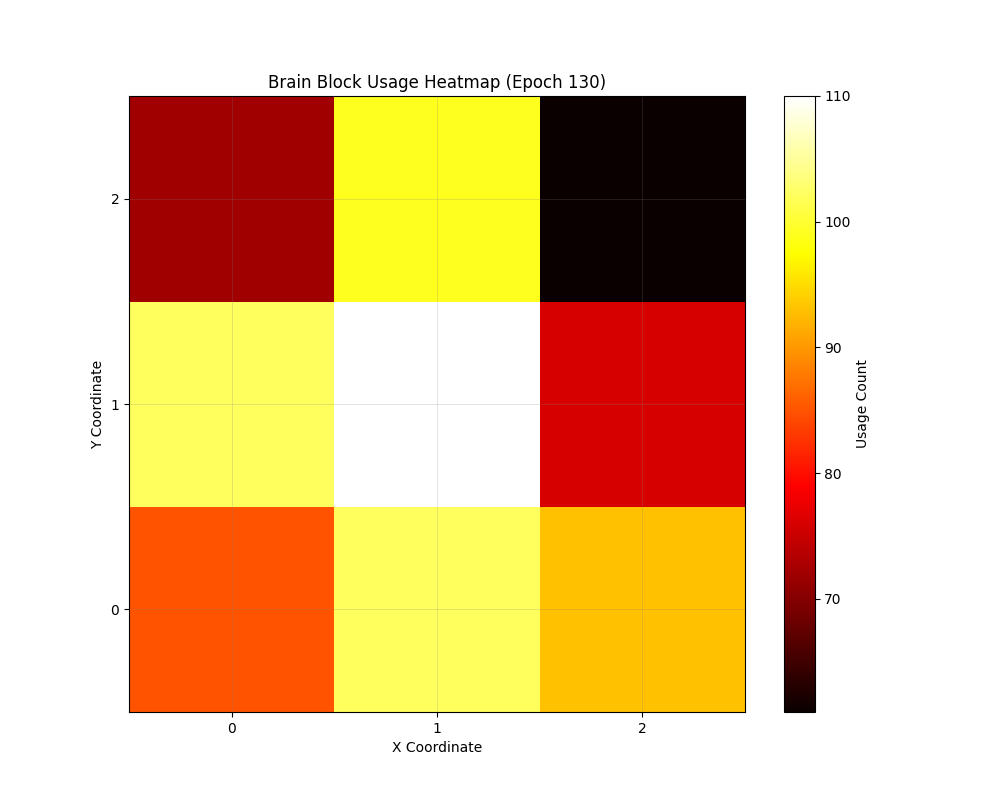 Brain Block Usage Heatmap (Epoch 130)
110
100
90
80
70
Usage Count
2
1
0
Y Coordinate
0 1 2
X Coordinate